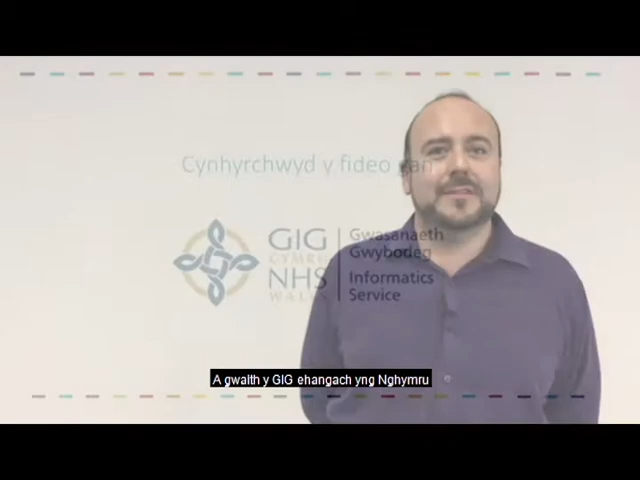 Cynhyrchwyd y fideo gan
GIG
CYMRU
NHS
WALES
Gwasanaeth
Gwybodeg
Informatics
Service
A gwaith y GIG ehangach yng Nghymru